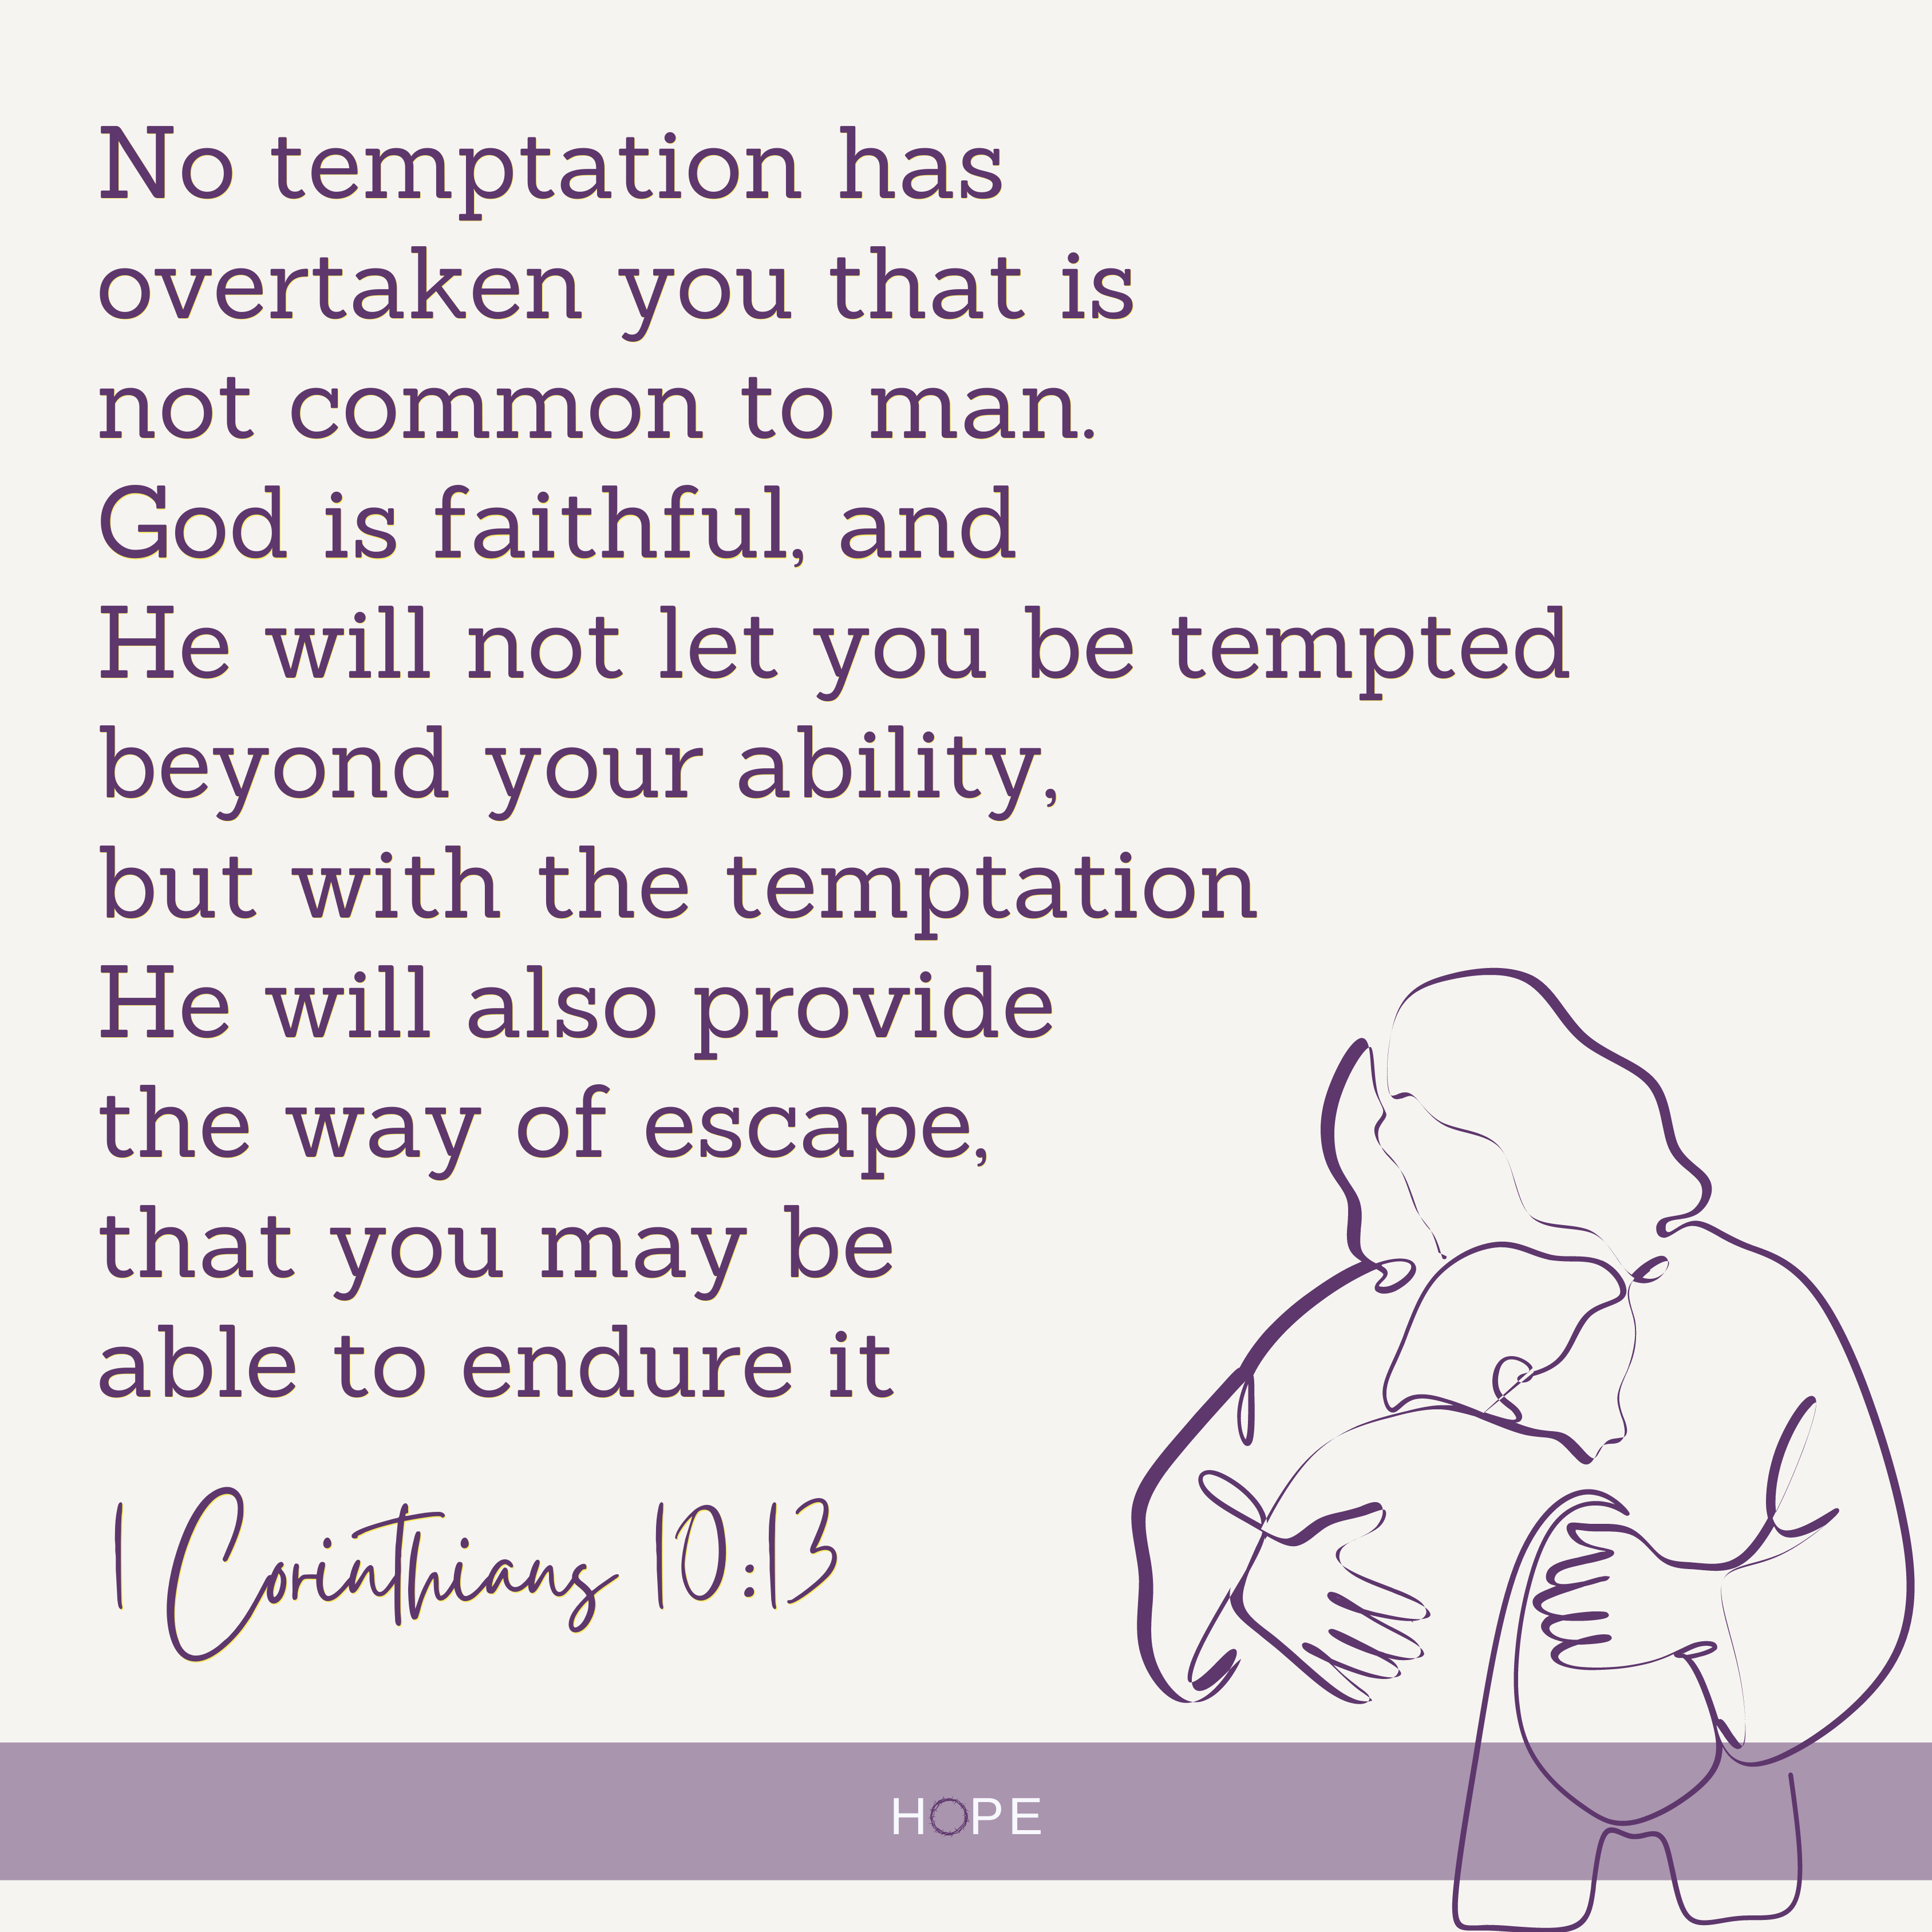 No temptation has
overtaken you that is
not common to man.
God is faithful, and
He will not let you be tempted
beyond your ability,
but with the temptation
He will also provide
the way of escape,
that you may be
able to endure it
1 Corinthians 10:13
HOPE